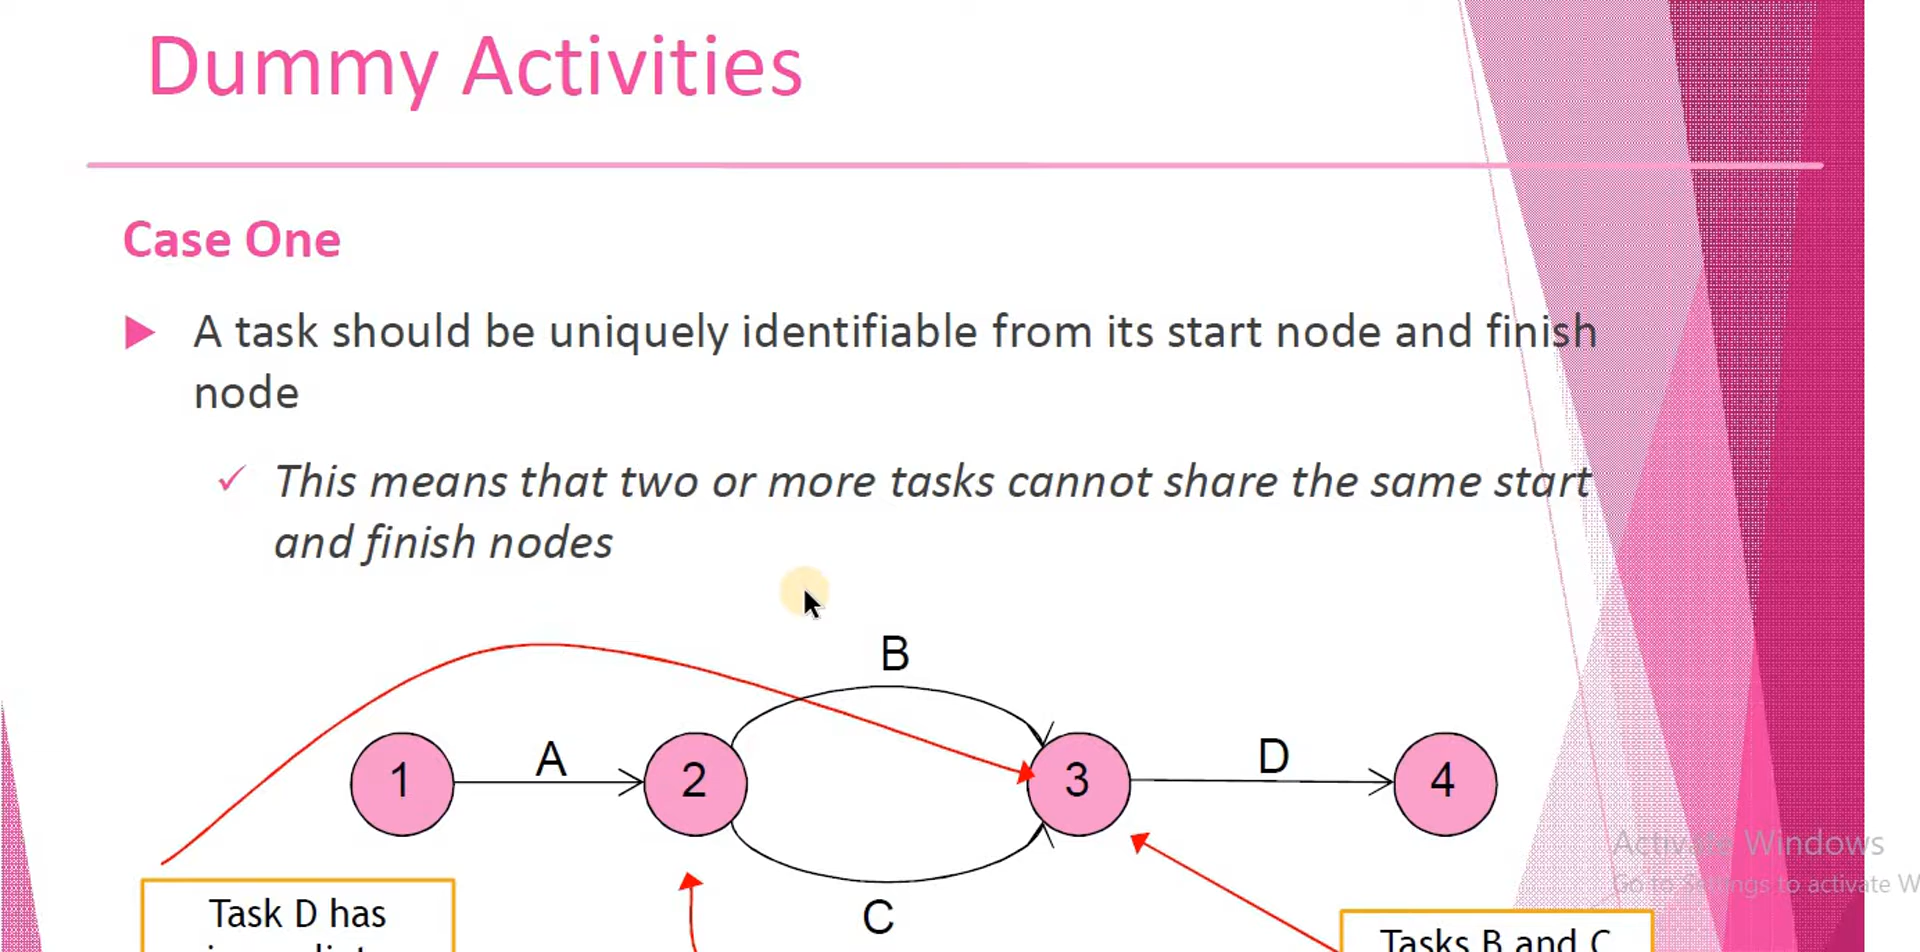 Dummy Activities
Case One
A task should be uniquely identifiable from its start node and finish
node
This means that two or more tasks cannot share the same start
and finish nodes
B
1
A
2
3
D
4
C
Activate Windows
Go to Settings to activate W
Task D has
Tasks B and C